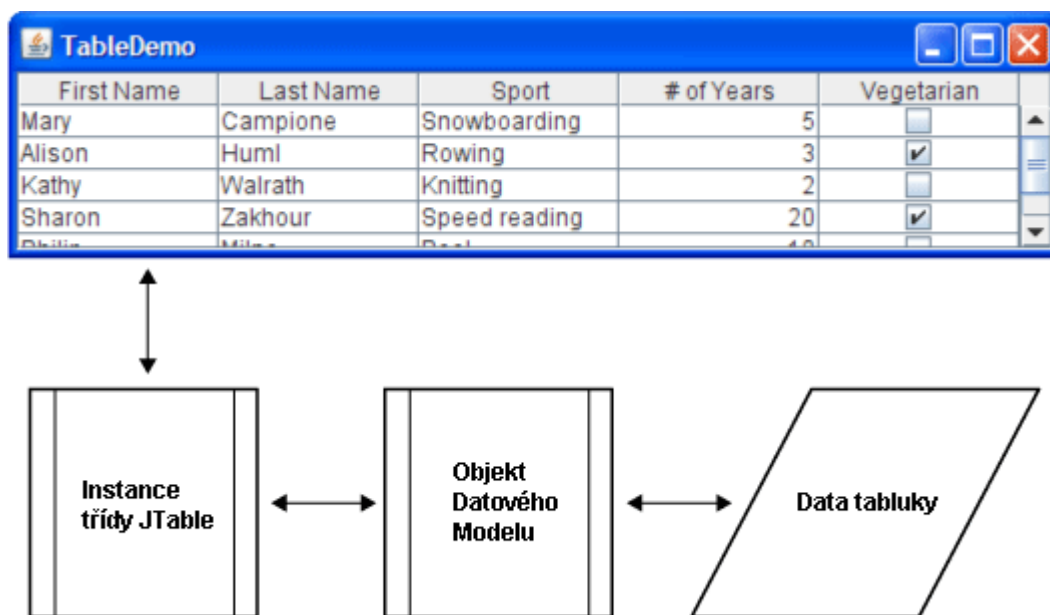 TableDemo
First Name Last Name Sport # of Years Vegetarian
Mary Campione Snowboarding 5
Alison Huml Rowing 3
Kathy Walrath Knitting 2
Sharon Zakhour Speed reading 20
Instance
třídy JTable
Objekt
Datového
Modelu
Data tabluky